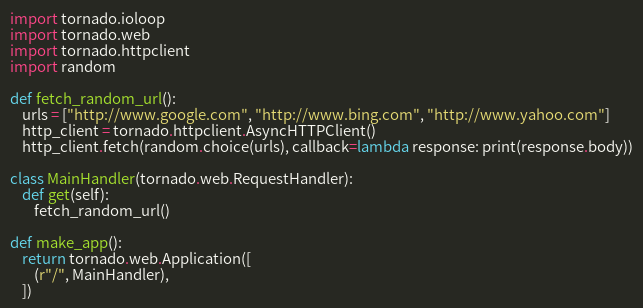 import tornado.ioloop
import tornado.web
import tornado.httpclient
import random

def fetch_random_url():
    urls = ["http://www.google.com", "http://www.bing.com", "http://www.yahoo.com"]
    http_client = tornado.httpclient.AsyncHTTPClient()
    http_client.fetch(random.choice(urls), callback=lambda response: print(response.body))

class MainHandler(tornado.web.RequestHandler):
    def get(self):
        fetch_random_url()

def make_app():
    return tornado.web.Application([
        (r"/", MainHandler),
    ])